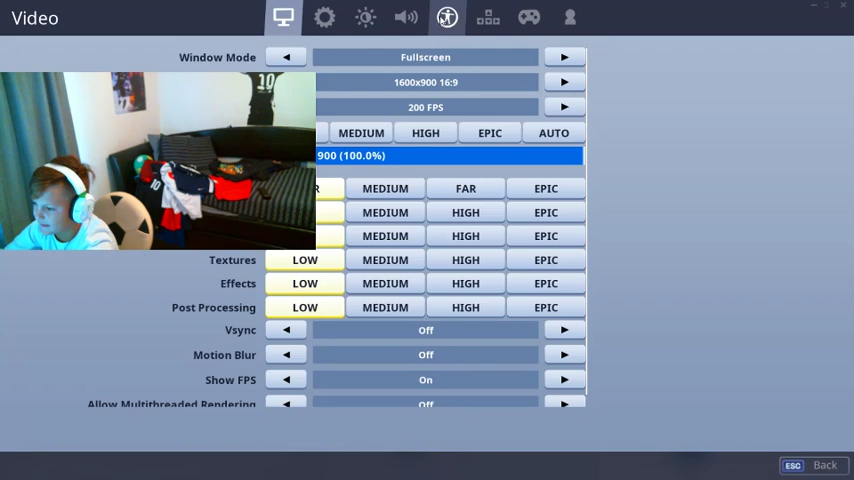 Video
Window Mode ◄ Fullscreen ►
1600x900 16:9 ►
200 FPS ►
MEDIUM HIGH EPIC AUTO
900 (100.0%)
R MEDIUM FAR EPIC
MEDIUM HIGH EPIC
MEDIUM HIGH EPIC
Textures LOW MEDIUM HIGH EPIC
Effects LOW MEDIUM HIGH EPIC
Post Processing LOW MEDIUM HIGH EPIC
Vsync ◄ Off ►
Motion Blur ◄ Off ►
Show FPS ◄ On ►
Allow Multithreaded Rendering ◄ Off ►
10
10
ESC Back